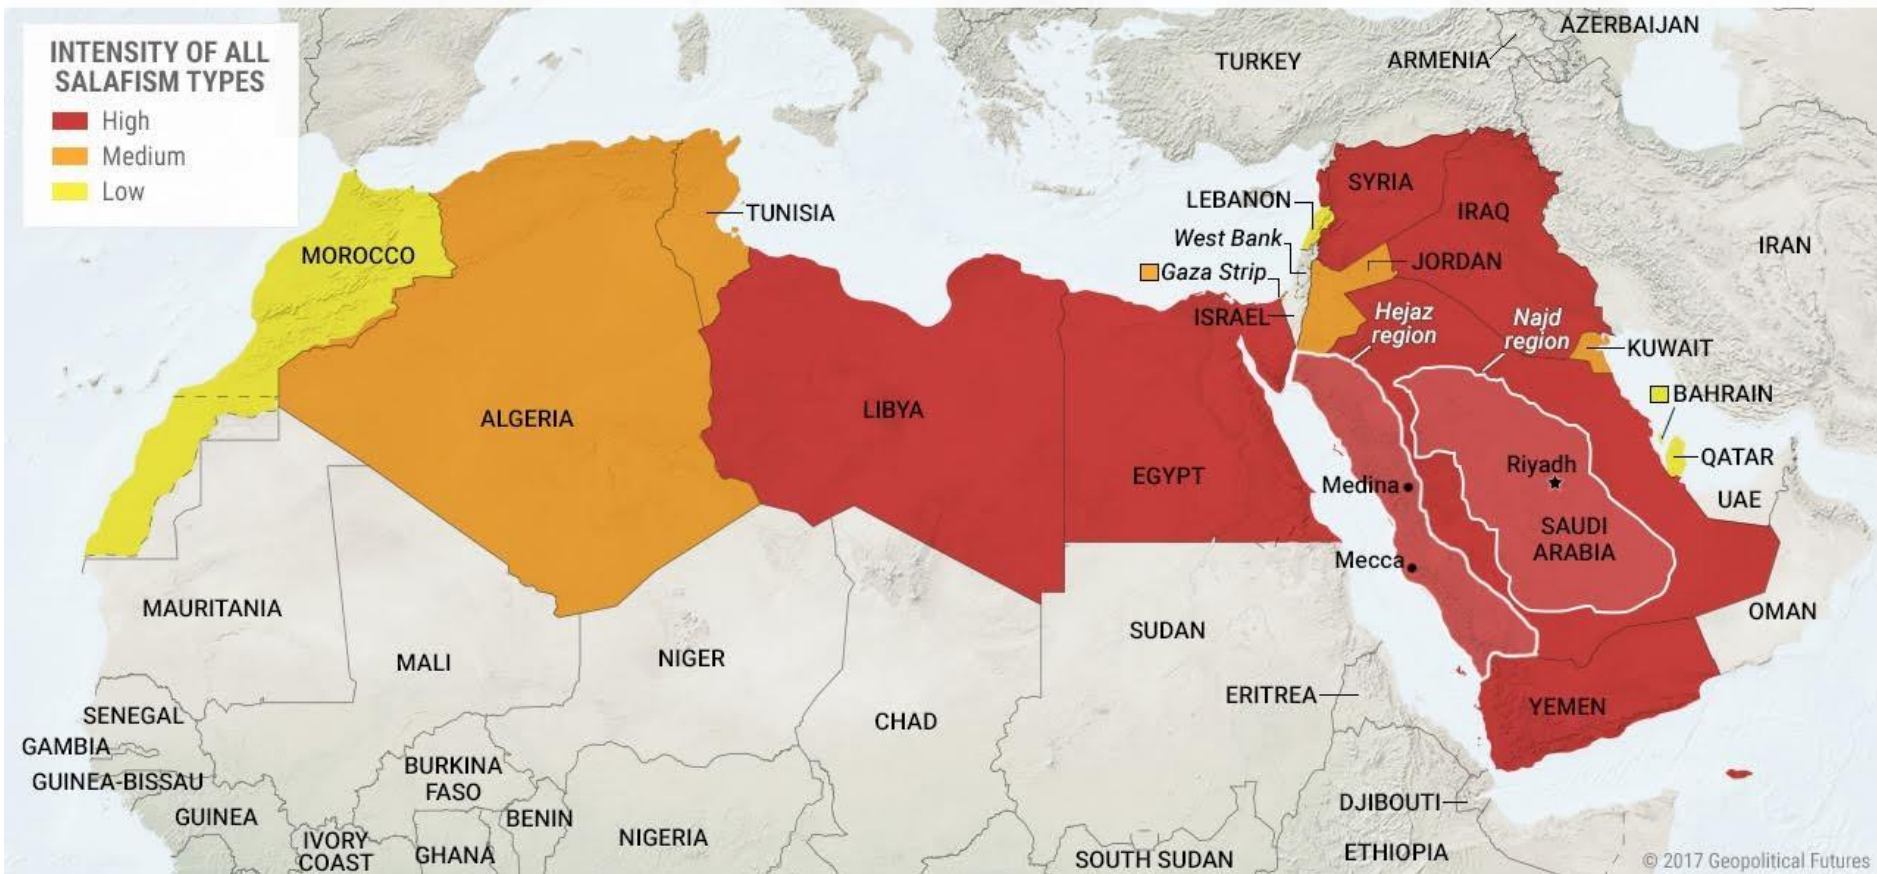 INTENSITY OF ALL
SALAFISM TYPES
High
Medium
Low
AZERBAIJAN
TURKEY
ARMENIA
SYRIA
LEBANON
IRAQ
TUNISIA
West Bank
MOROCCO
IRAN
JORDAN
Gaza Strip
ISRAEL
Hejaz
region
Najd
region
KUWAIT
BAHRAIN
ALGERIA
LIBYA
EGYPT
QATAR
Riyadh
Medina
UAE
SAUDI
ARABIA
Mecca
MAURITANIA
OMAN
SUDAN
MALI
NIGER
ERITREA
YEMEN
SENEGAL
CHAD
GAMBIA
GUINEA-BISSAU
BURKINA
FASO
DJIBOUTI
GUINEA
BENIN
IVORY
COAST
GHANA
NIGERIA
SOUTH SUDAN
ETHIOPIA
© 2017 Geopolitical Futures